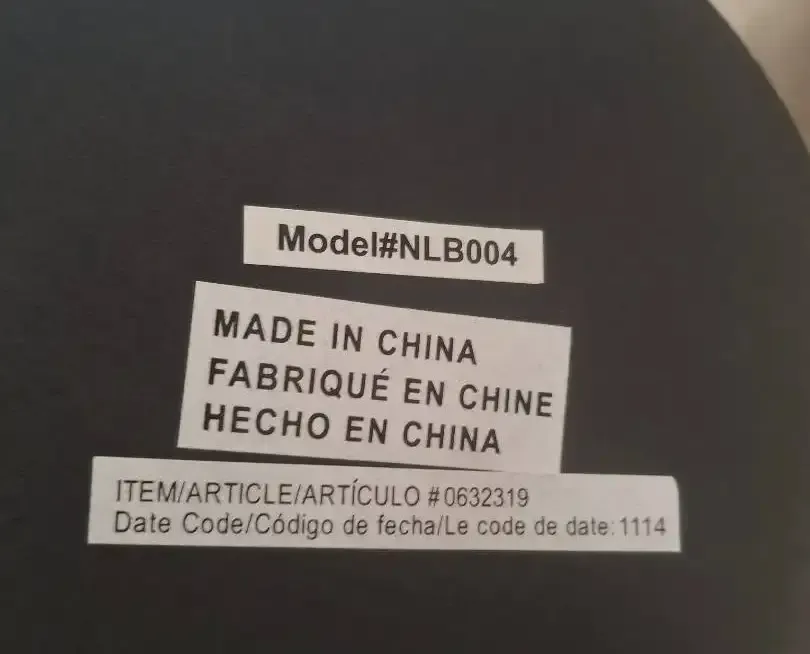 Model#NLB004
MADE IN CHINA
FABRIQUÉ EN CHINE
HECHO EN CHINA
ITEM/ARTICLE/ARTÍCULO #0632319
Date Code/Código de fecha/Le code de date:1114